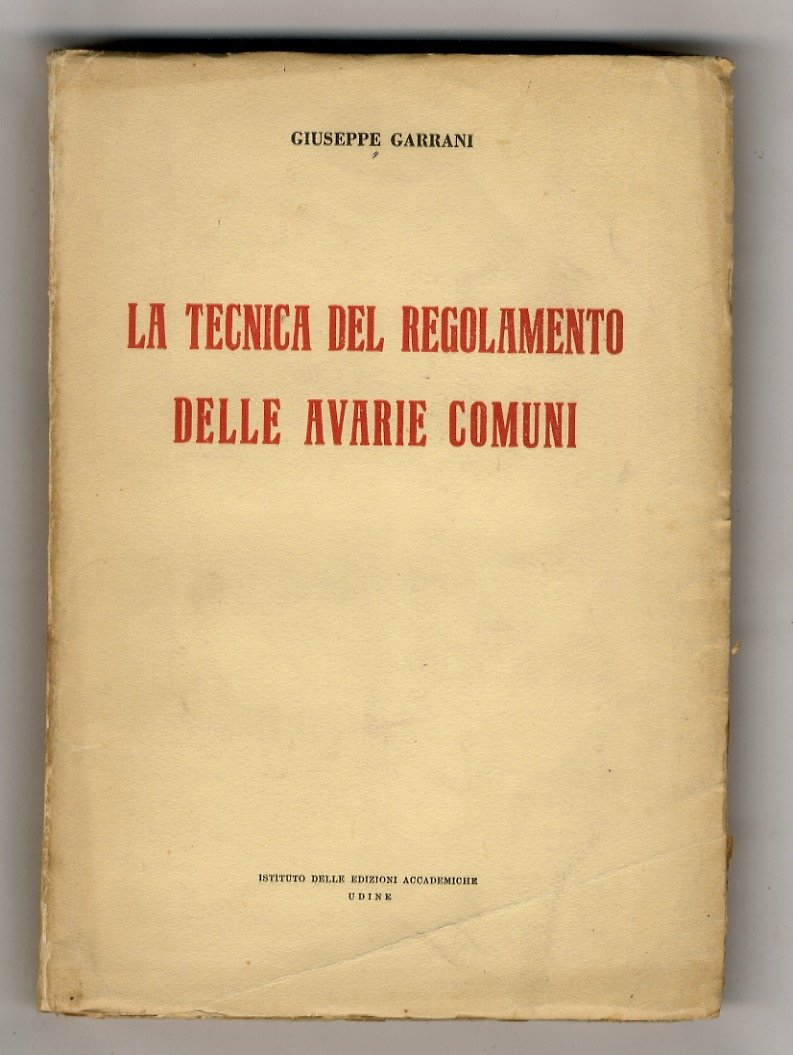 GIUSEPPE GARRANI
LA TECNICA DEL REGOLAMENTO
DELLE AVARIE COMUNI
ISTITUTO DELLE EDIZIONI ACCADEMICHE
UDINE